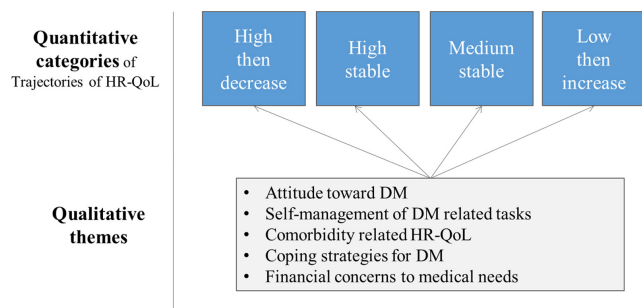 Quantitative
categories of
Trajectories of HR-QoL
High
then
decrease
High
stable
Medium
stable
Low
then
increase
Qualitative
themes
• Attitude toward DM
• Self-management of DM related tasks
• Comorbidity related HR-QoL
• Coping strategies for DM
• Financial concerns to medical needs